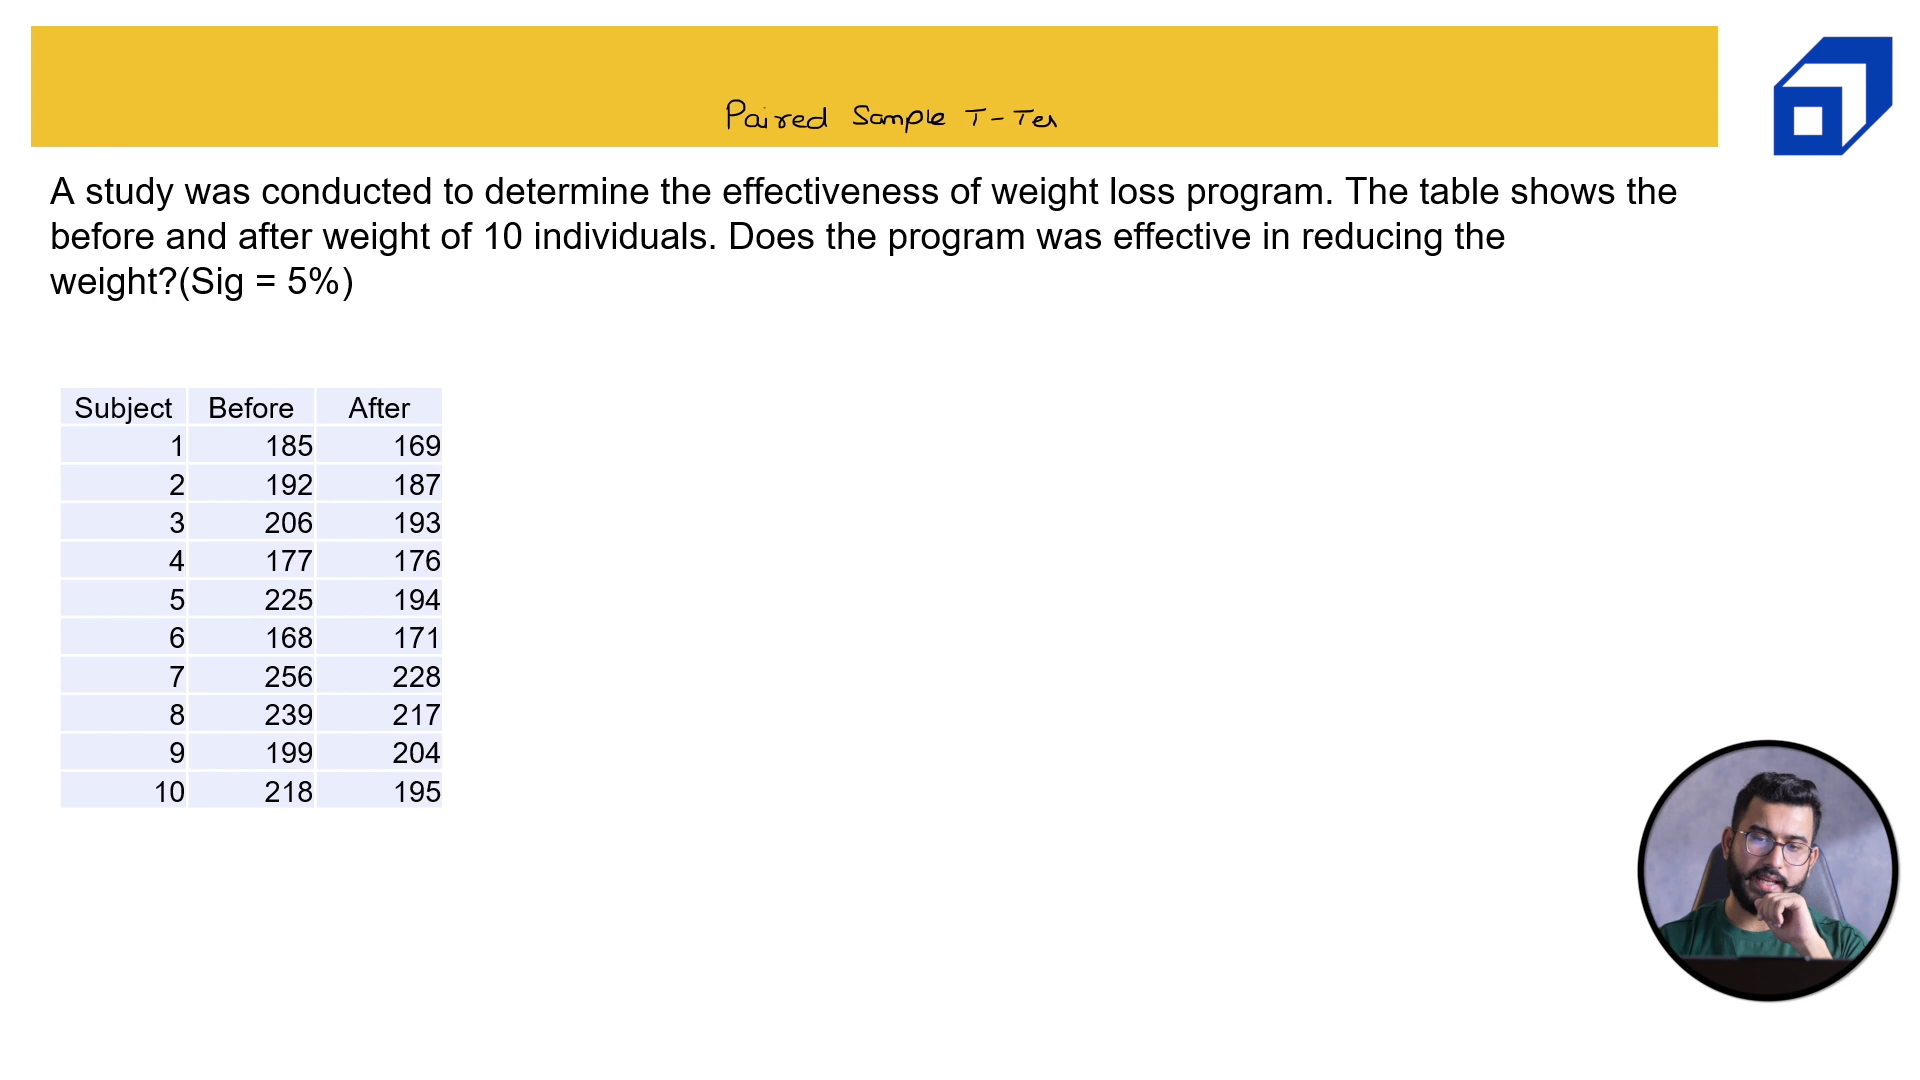 Paired Sample T-Tes
A study was conducted to determine the effectiveness of weight loss program. The table shows the
before and after weight of 10 individuals. Does the program was effective in reducing the
weight?(Sig = 5%)
Subject Before After
1 185 169
2 192 187
3 206 193
4 177 176
5 225 194
6 168 171
7 256 228
8 239 217
9 199 204
10 218 195